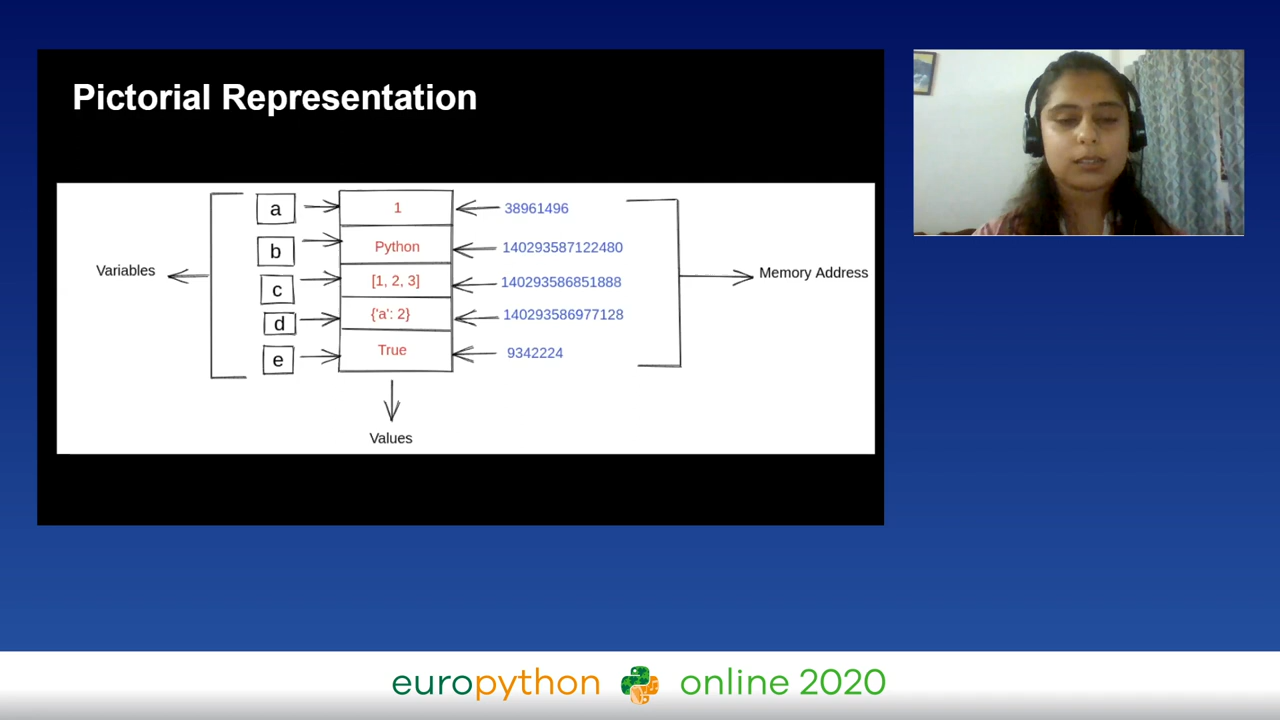 Pictorial Representation
a 1 38961496
b Python 140293587122480
Variables c [1, 2, 3] 140293586851888 Memory Address
d {'a': 2} 140293586977128
e True 9342224
Values
europython online 2020